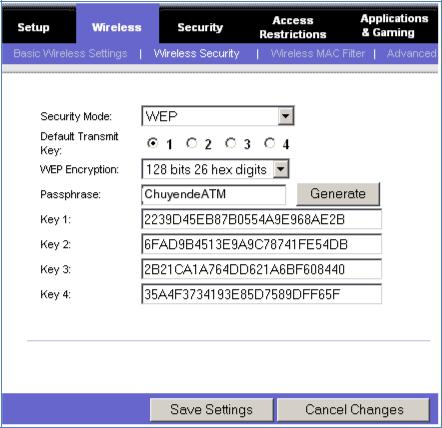 Setup Wireless Security Access Restrictions Applications & Gaming
Basic Wireless Settings | Wireless Security | Wireless MAC Filter | Advanced
Security Mode: WEP
Default Transmit Key: 1 2 3 4
WEP Encryption: 128 bits 26 hex digits
Passphrase: ChuyendeATM Generate
Key 1: 2239D45EB87B0554A9E968AE2B
Key 2: 6FAD9B4513E9A9C78741FE54DB
Key 3: 2B21CA1A764DD621A6BF608440
Key 4: 35A4F3734193E85D7589DFF65F
Save Settings Cancel Changes